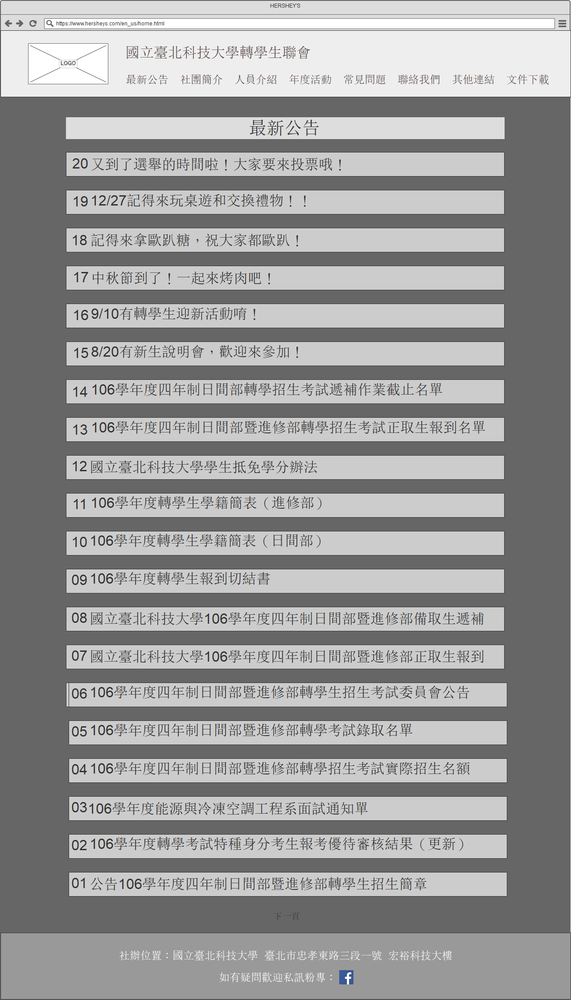 HERSHEY'S
https://www.hersheys.com/en_us/home.html
LOGO
國立臺北科技大學轉學生聯會
最新公告 社團簡介 人員介紹 年度活動 常見問題 聯絡我們 其他連結 文件下載
最新公告
20 又到了選舉的時間啦！大家要來投票哦！
19 12/27記得來玩桌遊和交換禮物！！
18 記得來拿歐趴糖，祝大家都歐趴！
17 中秋節到了！一起來烤肉吧！
16 9/10有轉學生迎新活動唷！
15 8/20有新生說明會，歡迎來參加！
14 106學年度四年制日間部轉學招生考試遞補作業截止名單
13 106學年度四年制日間部暨進修部轉學招生考試正取生報到名單
12 國立臺北科技大學學生抵免學分辦法
11 106學年度轉學生學籍簡表（進修部）
10 106學年度轉學生學籍簡表（日間部）
09 106學年度轉學生報到切結書
08 國立臺北科技大學106學年度四年制日間部暨進修部備取生遞補
07 國立臺北科技大學106學年度四年制日間部暨進修部正取生報到
06 106學年度四年制日間部暨進修部轉學生招生考試委員會公告
05 106學年度四年制日間部暨進修部轉學考試錄取名單
04 106學年度四年制日間部暨進修部轉學招生考試實際招生名額
03 106學年度能源與冷凍空調工程系面試通知單
02 106學年度轉學考試特種身分考生報考優待審核結果（更新）
01 公告106學年度四年制日間部暨進修部轉學生招生簡章
下一頁
社辦位置：國立臺北科技大學 臺北市忠孝東路三段一號 宏裕科技大樓
如有疑問歡迎私訊粉專：